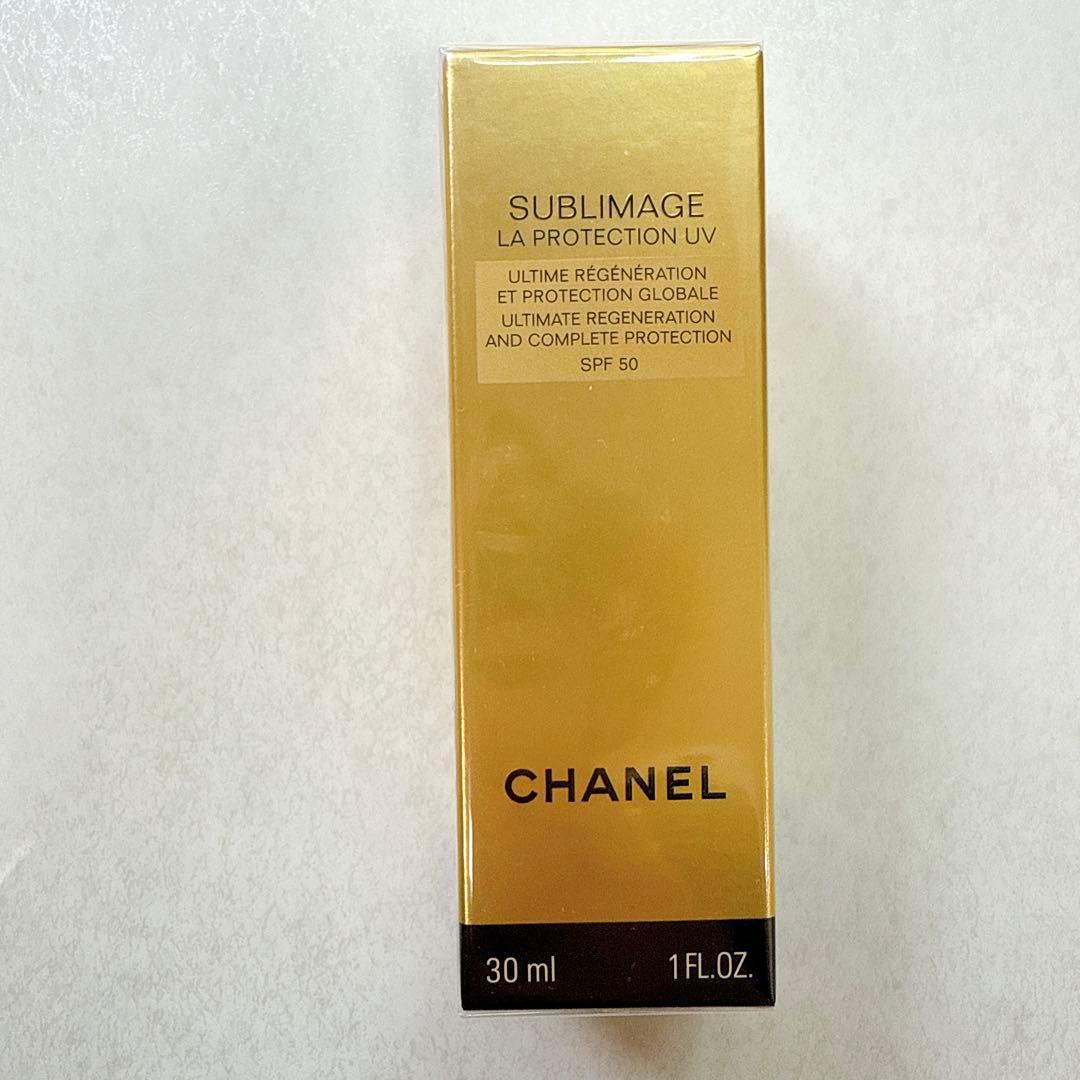 SUBLIMAGE
LA PROTECTION UV
ULTIME RÉGÉNÉRATION
ET PROTECTION GLOBALE
ULTIMATE REGENERATION
AND COMPLETE PROTECTION
SPF 50
CHANEL
30 ml 1 FL.OZ.